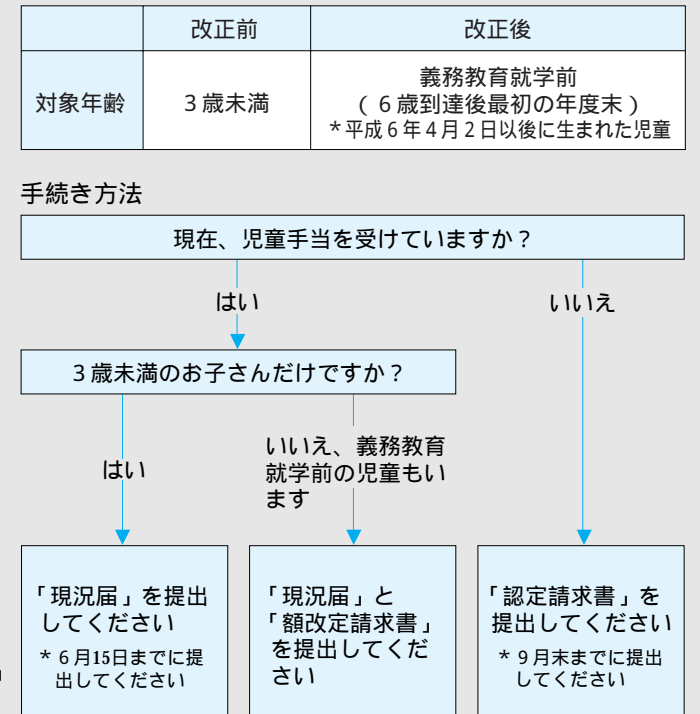 改正前
改正後
対象年齢
3歳未満
義務教育就学前
(6歳到達後最初の年度末)
*平成6年4月2日以後に生まれた児童
手続き方法
現在、児童手当を受けていますか?
はい
いいえ
3歳未満のお子さんだけですか?
はい
いいえ、義務教育
就学前の児童もい
ます
「現況届」を提出
してください
*6月15日までに提
出してください
「現況届」と
「額改定請求書」
を提出してくだ
さい
「認定請求書」を
提出してください
*9月末までに提出
してください